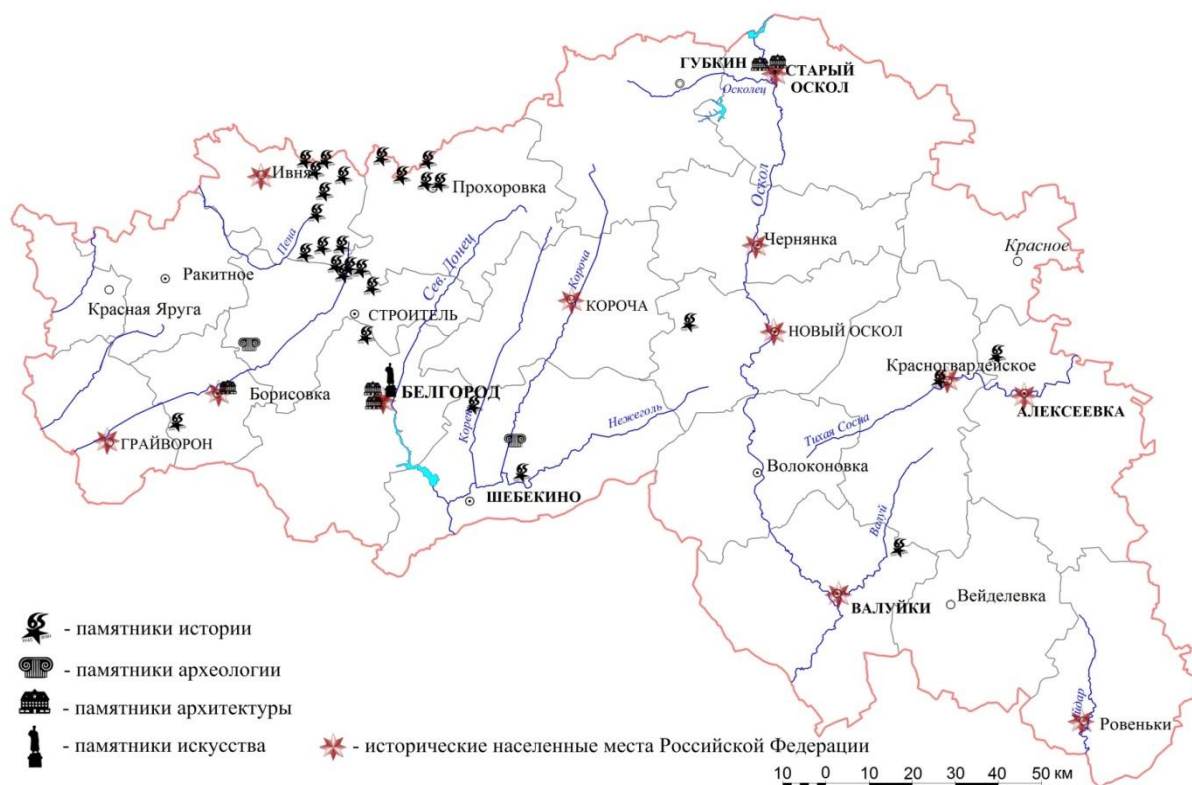 ГУБКИН
СТАРЫЙ
ОСКОЛ
Осколец
Ивня
Прохоровка
Оскол
Пена
Сев. Донец
Короча
Чернянка
Красное
Ракитное
Красная Яруга
СТРОИТЕЛЬ
КОРОЧА
НОВЫЙ ОСКОЛ
Красногвардейское
Борисовка
БЕЛГОРОД
Корень
Нежеголь
Тихая Сосна
АЛЕКСЕЕВКА
ГРАЙВОРОН
Волоконовка
ШЕБЕКИНО
Валуй
ВАЛУЙКИ
Вейделевка
Ровеньки
- памятники истории
- памятники археологии
- памятники архитектуры
- памятники искусства
- исторические населенные места Российской Федерации
10 0 10 20 30 40 50 км